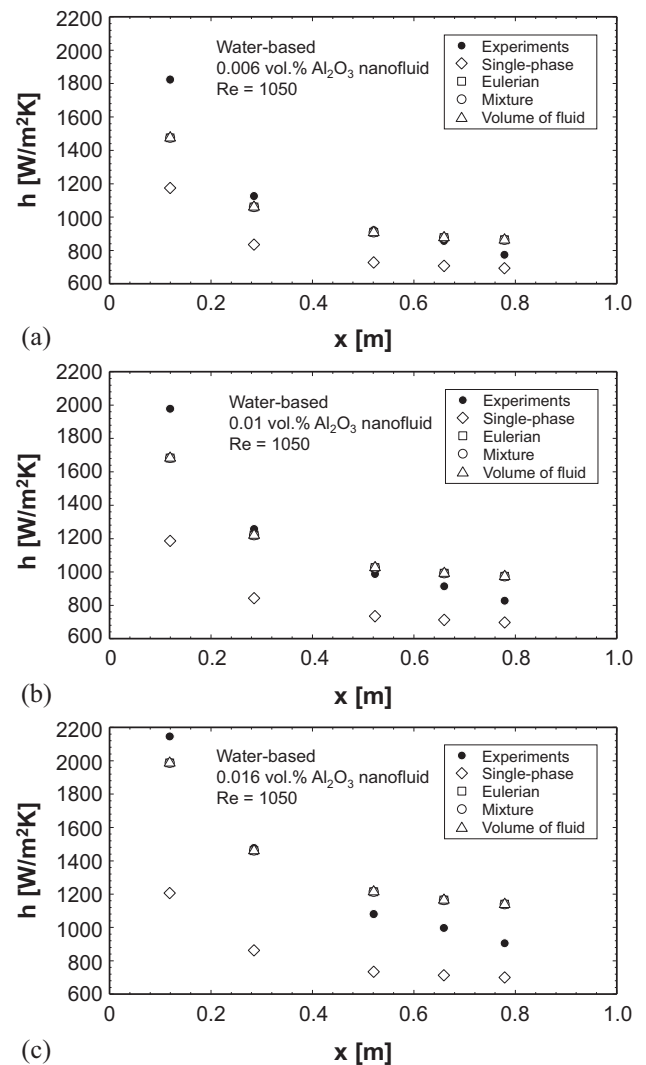 2200
2000
1800
1600
1400
1200
1000
800
600
h [W/m²K]
Water-based
0.006 vol.% Al₂O₃ nanofluid
Re = 1050
Experiments
Single-phase
Eulerian
Mixture
Volume of fluid
0 0.2 0.4 0.6 0.8 1.0
(a) x [m]
2200
2000
1800
1600
1400
1200
1000
800
600
h [W/m²K]
Water-based
0.01 vol.% Al₂O₃ nanofluid
Re = 1050
Experiments
Single-phase
Eulerian
Mixture
Volume of fluid
0 0.2 0.4 0.6 0.8 1.0
(b) x [m]
2200
2000
1800
1600
1400
1200
1000
800
600
h [W/m²K]
Water-based
0.016 vol.% Al₂O₃ nanofluid
Re = 1050
Experiments
Single-phase
Eulerian
Mixture
Volume of fluid
0 0.2 0.4 0.6 0.8 1.0
(c) x [m]